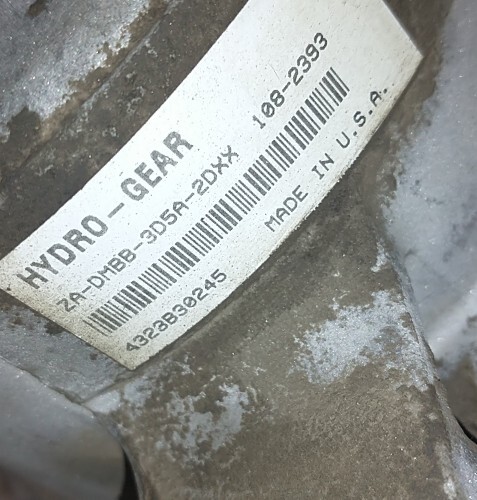 HYDRO-GEAR
ZA-DMBB-3D5A-2DXX 108-2393
4323B30245 MADE IN U.S.A.